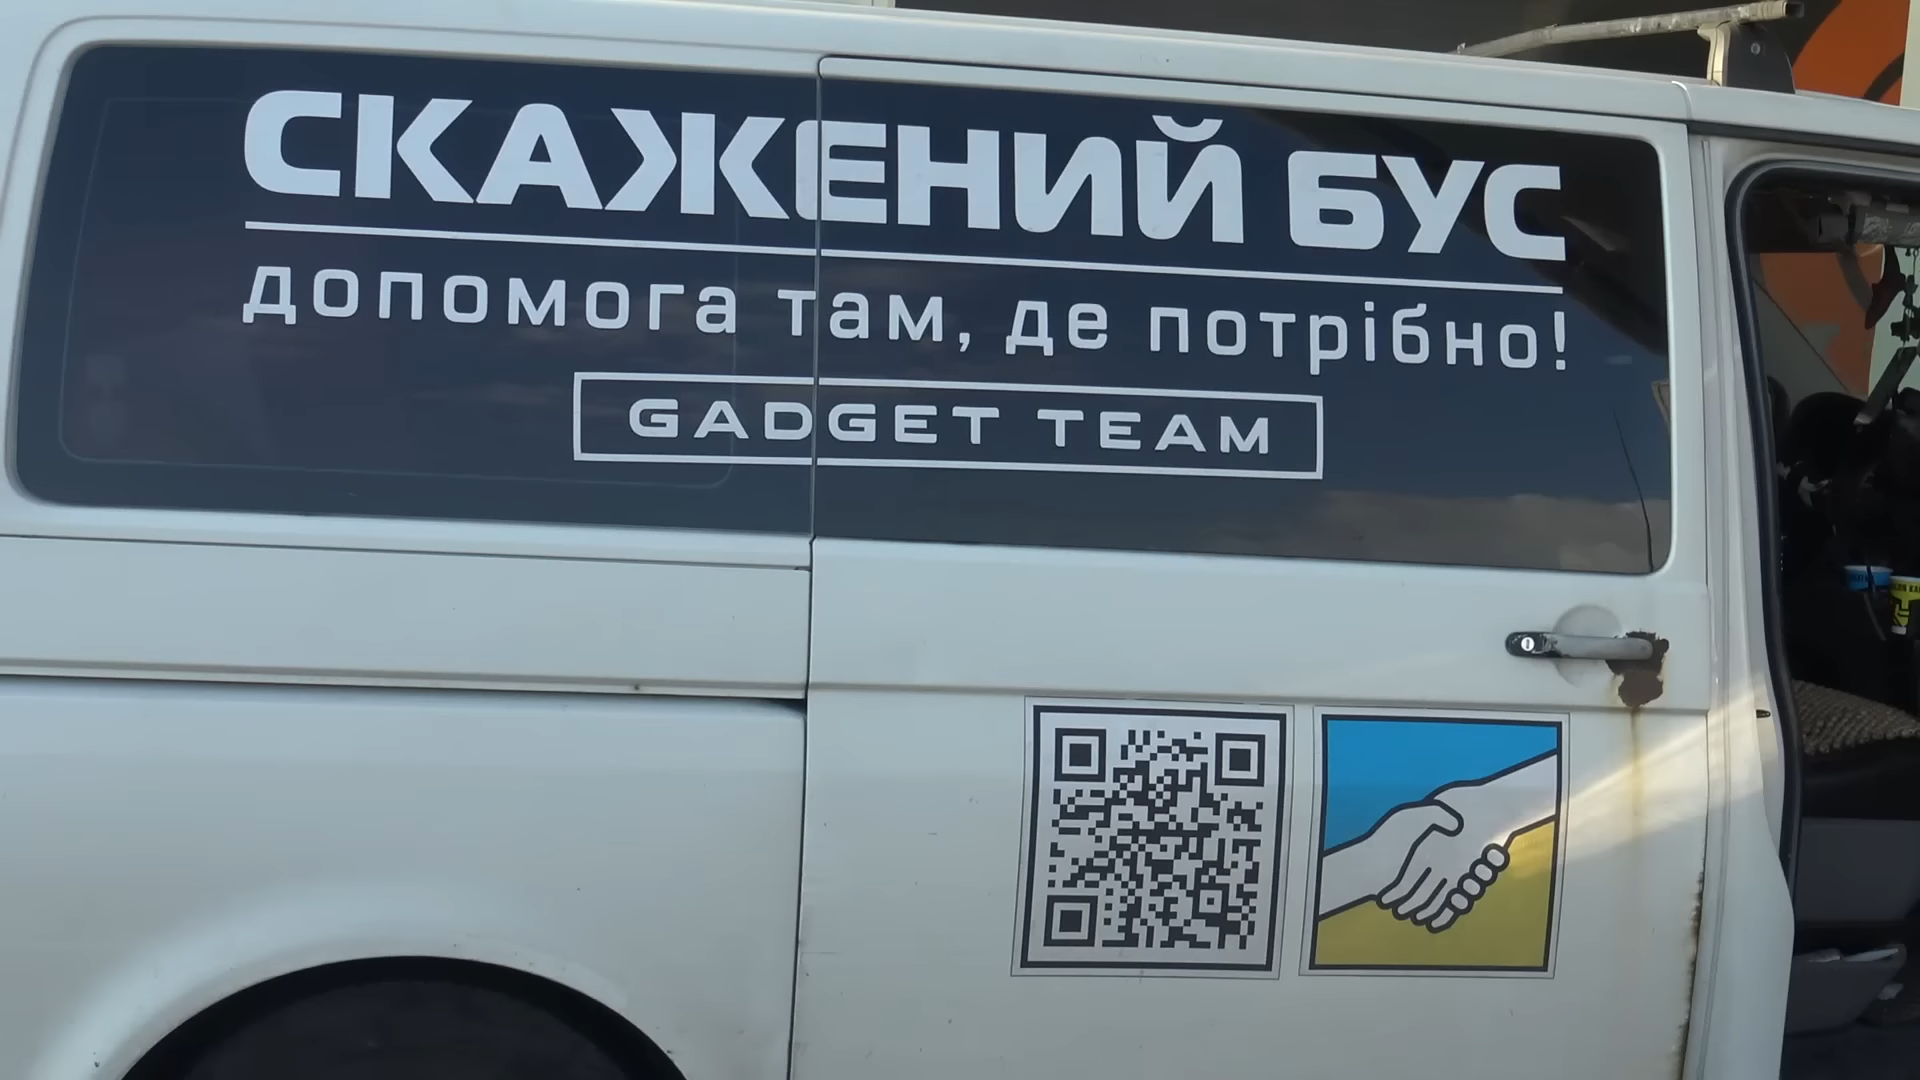 СКАЖЕНИЙ БУС
допомога там, де потрібно!
GADGET TEAM